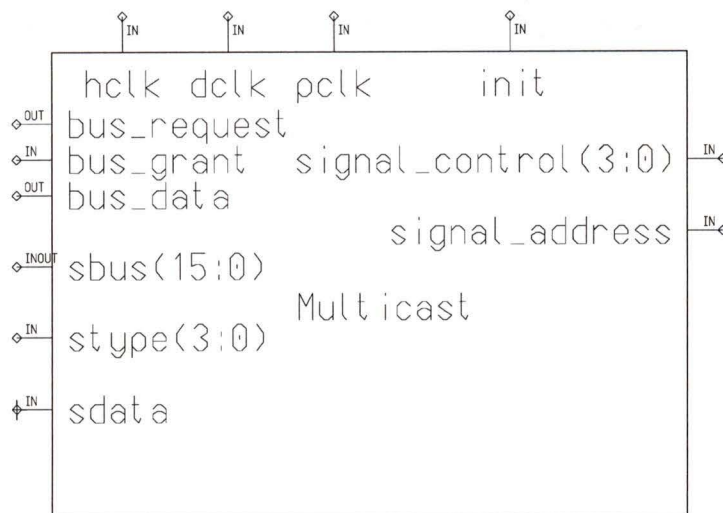 IN IN IN IN
hclk dclk pclk init
OUT bus_request
IN bus_grant signal_control(3:0) IN
OUT bus_data
signal_address IN
INOUT sbus(15:0)
Multicast
IN stype(3:0)
IN sdata